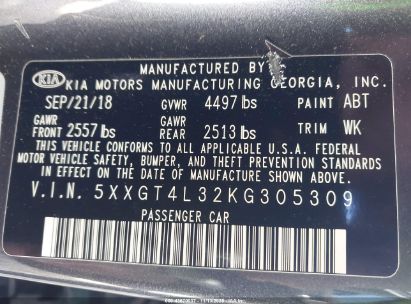 MANUFACTURED BY
KIA KIA MOTORS MANUFACTURING GEORGIA, INC.
SEP/21/18 GVWR 4497 lbs PAINT ABT
GAWR FRONT 2557 lbs GAWR REAR 2513 lbs TRIM WK
THIS VEHICLE CONFORMS TO ALL APPLICABLE U.S.A. FEDERAL
MOTOR VEHICLE SAFETY, BUMPER, AND THEFT PREVENTION STANDARDS
IN EFFECT ON THE DATE OF MANUFACTURE SHOWN ABOVE.
V.I.N. 5XXGT4L32KG305309
PASSENGER CAR